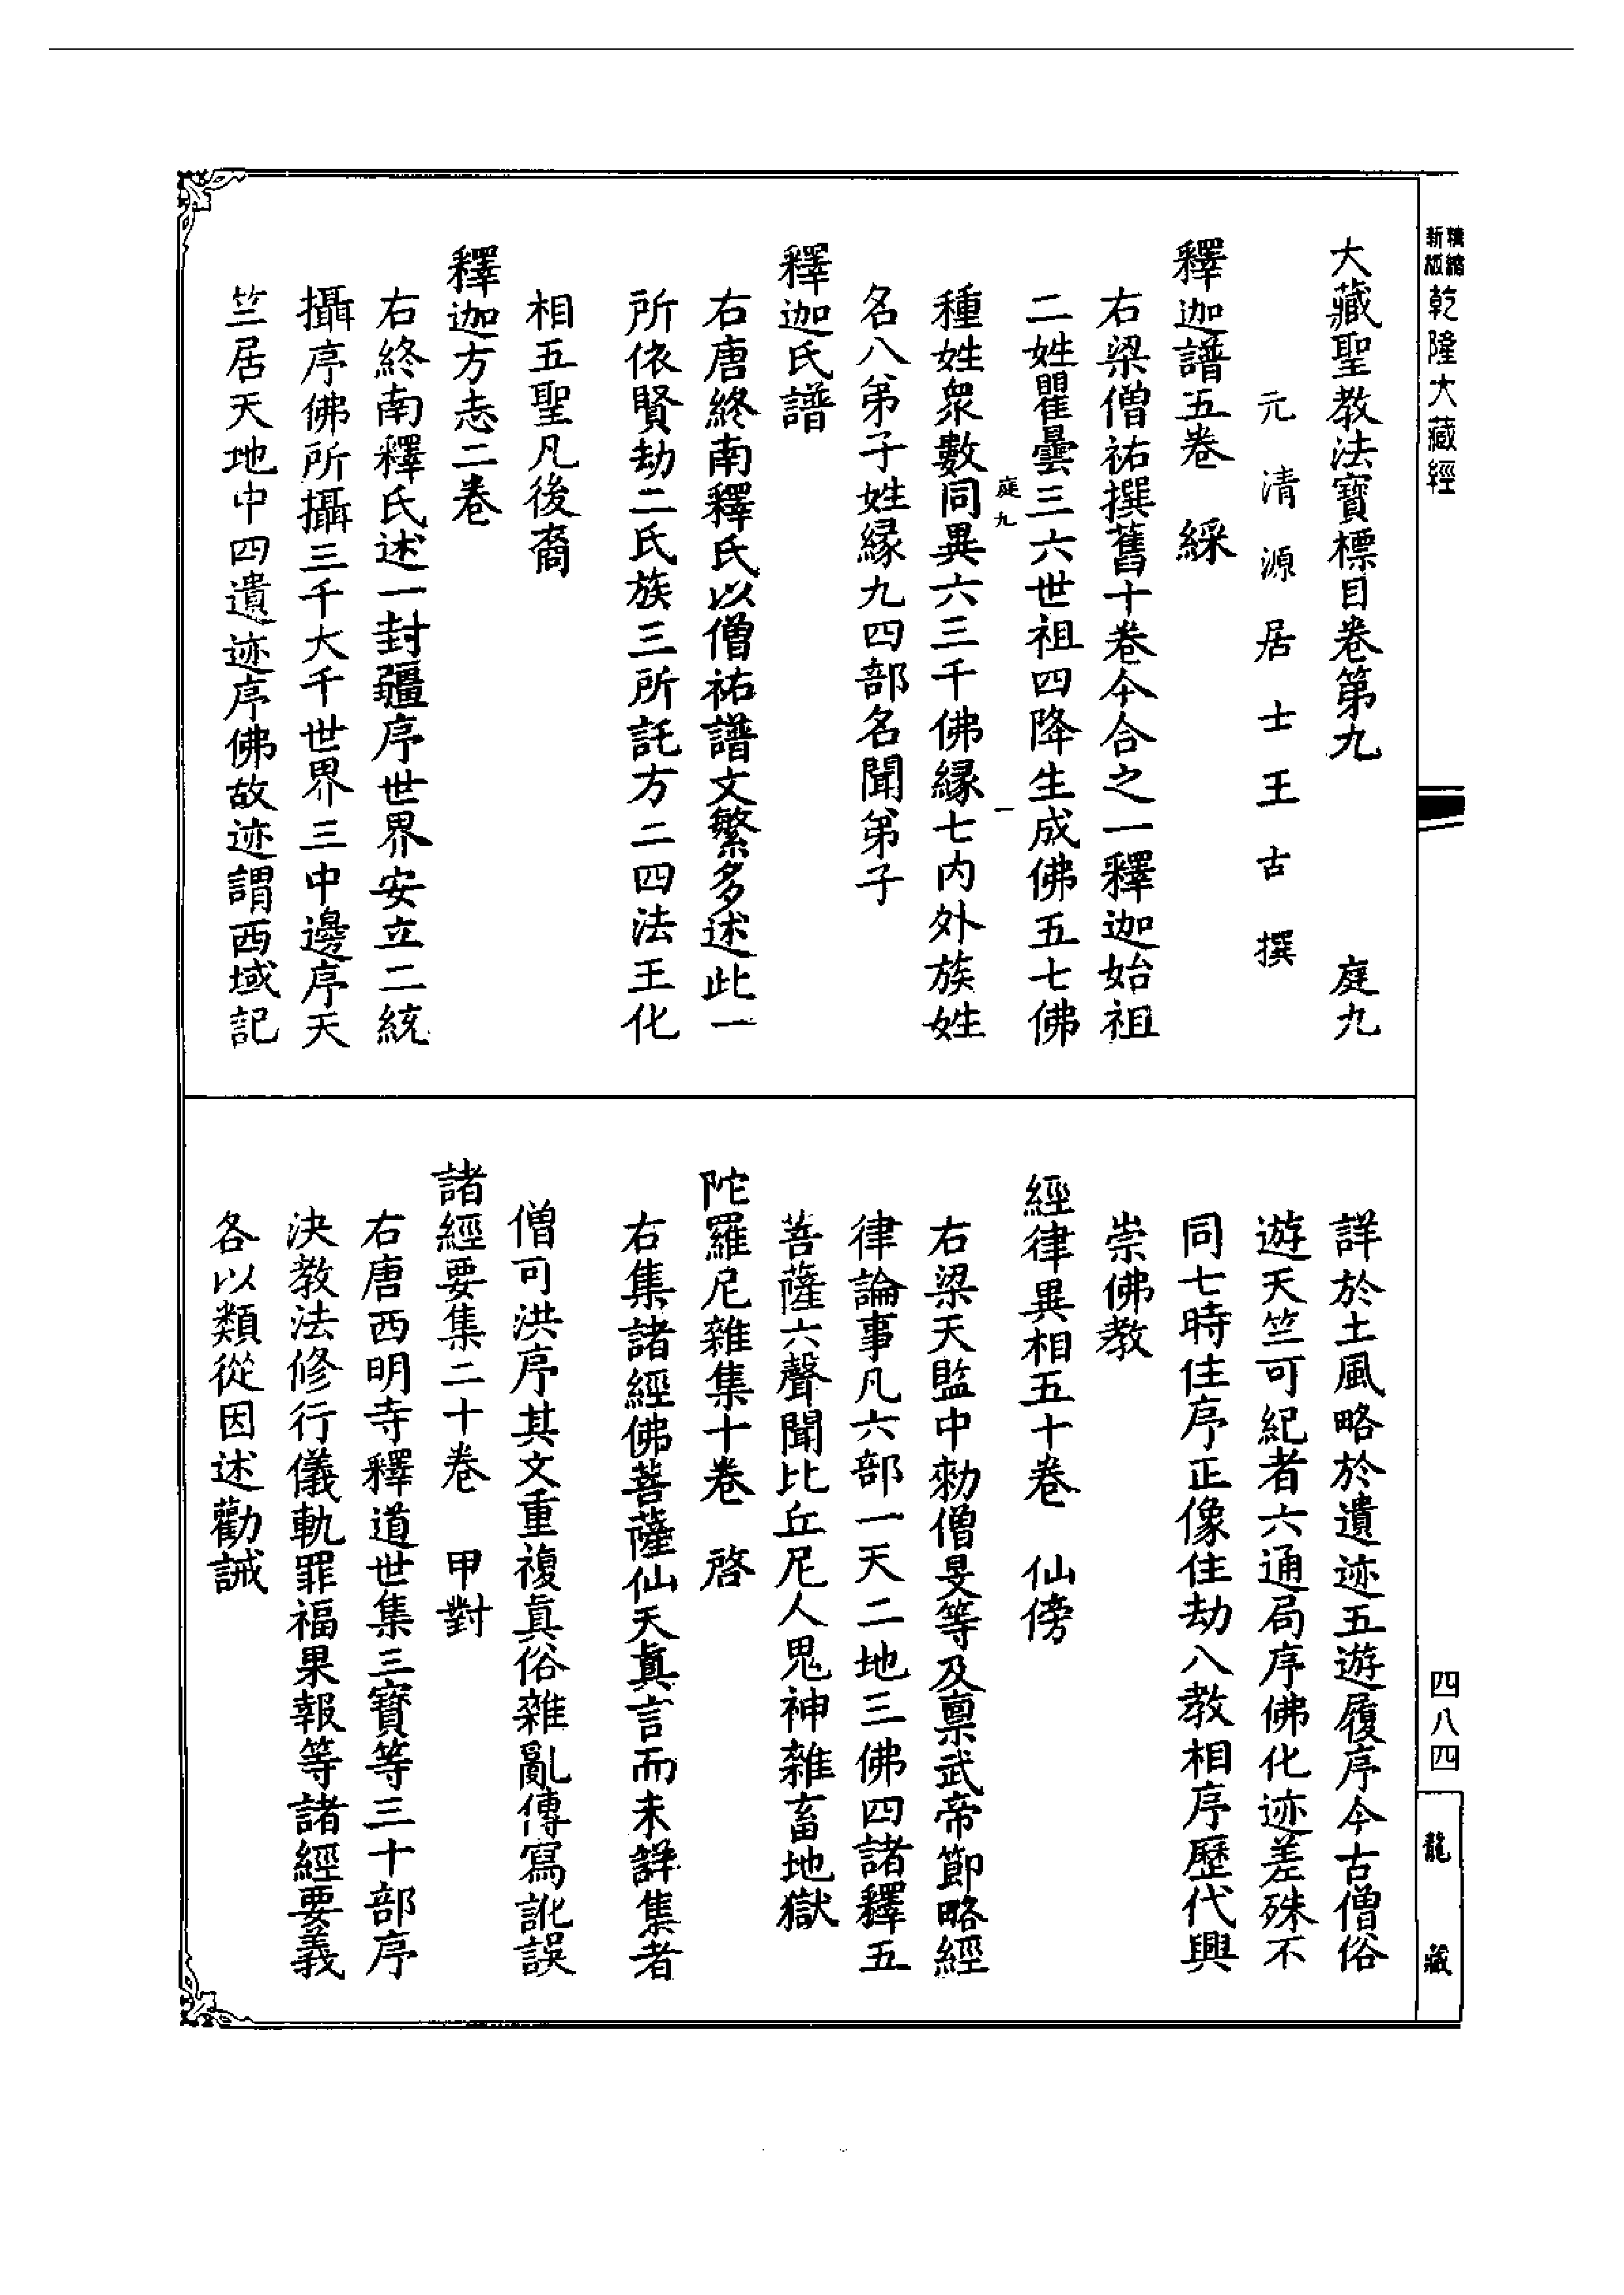 精縮新版乾隆大藏經
大藏聖教法寶標目卷第九　庭九
元清源居士王古撰
釋迦譜五卷　綵
右梁僧祐撰舊十卷今合之一釋迦始祖
二姓瞿曇三六世祖四降生成佛五七佛
庭九　一
種姓衆數同異六三千佛緣七内外族姓
名八弟子姓緣九四部名聞弟子
釋迦氏譜
右唐終南釋氏以僧祐譜文繁多述此一
所依賢劫二氏族三所託方二四法王化
相五聖凡後裔
釋迦方志二卷
右終南釋氏述一封疆序世界安立二統
攝序佛所攝三千大千世界三中邊序天
竺居天地中四遺迹序佛故迹謂西域記
詳於土風略於遺迹五遊履序今古僧俗
遊天竺可紀者六通局序佛化迹差殊不
同七時住序正像住劫八教相序歷代興
崇佛教
經律異相五十卷　仙傍
右梁天監中勑僧旻等及禀武帝節略經
律論事凡六部一天二地三佛四諸釋五
菩薩六聲聞比丘尼人鬼神雜畜地獄
陀羅尼雜集十卷　啓
右集諸經佛菩薩仙天眞言而未詳集者
僧可洪序其文重複眞俗雜亂傳寫訛誤
諸經要集二十卷　甲對
右唐西明寺釋道世集三寶等三十部序
決教法修行儀軌罪福果報等諸經要義
各以類從因述勸誡
四八四
龍藏